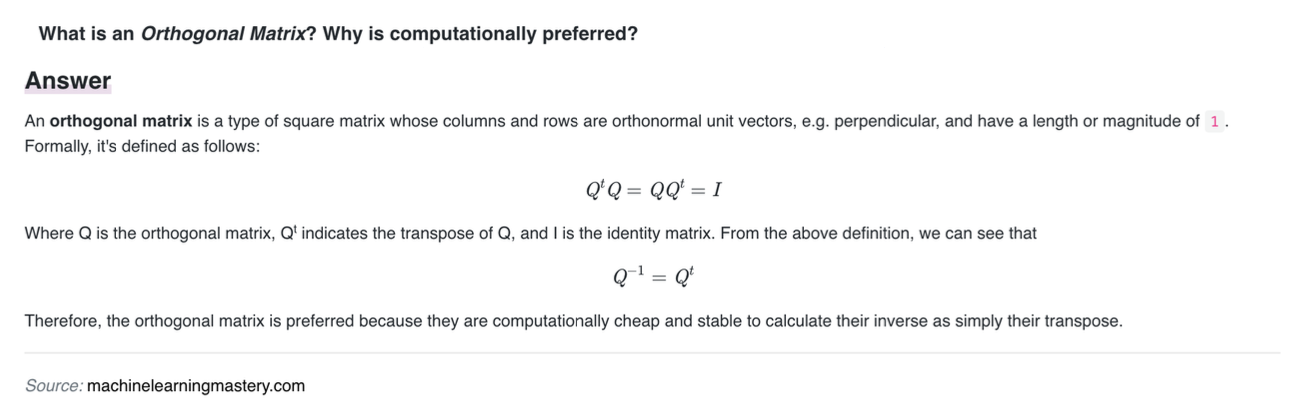 What is an Orthogonal Matrix? Why is computationally preferred?
Answer
An orthogonal matrix is a type of square matrix whose columns and rows are orthonormal unit vectors, e.g. perpendicular, and have a length or magnitude of 1.
Formally, it's defined as follows:
QᵗQ = QQᵗ = I
Where Q is the orthogonal matrix, Qᵗ indicates the transpose of Q, and I is the identity matrix. From the above definition, we can see that
Q⁻¹ = Qᵗ
Therefore, the orthogonal matrix is preferred because they are computationally cheap and stable to calculate their inverse as simply their transpose.
Source: machinelearningmastery.com